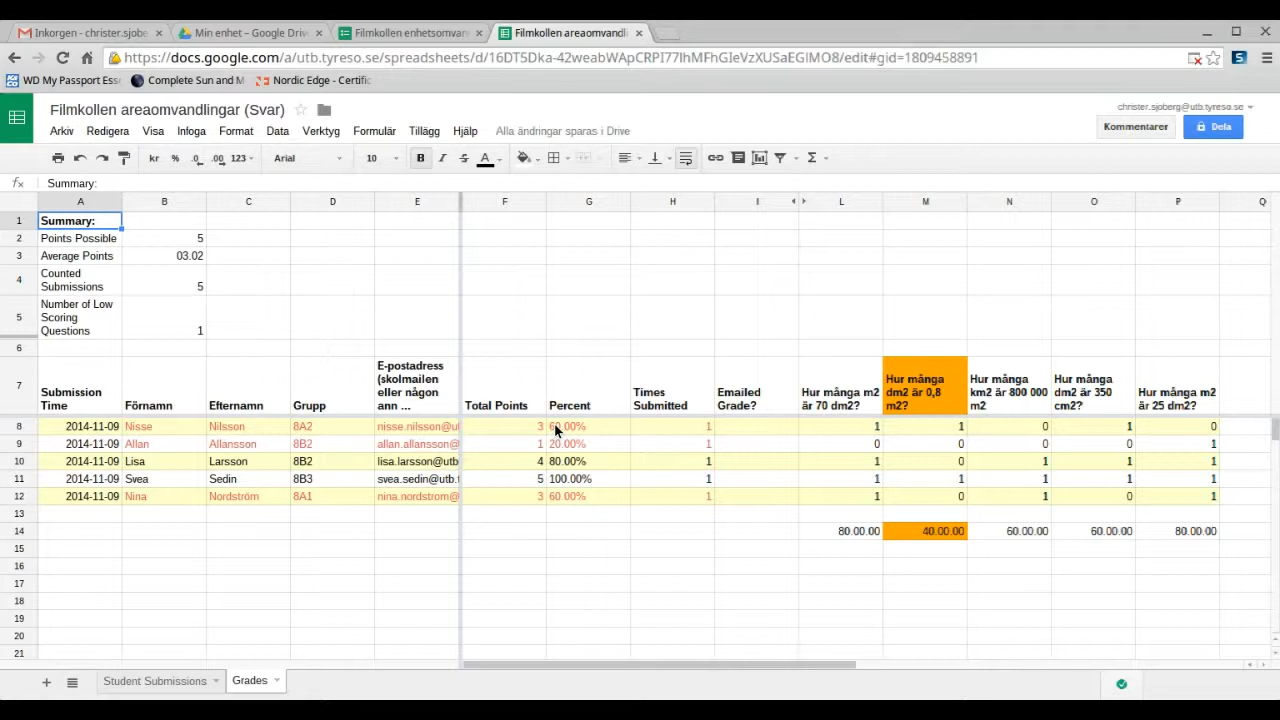 Inkorgen - christer.sjobe
Min enhet – Google Driv
Filmkollen enhetsomvan
Filmkollen areaomvandl
https://docs.google.com/a/utb.tyreso.se/spreadsheets/d/16DT5Dka-42weabWApCRPI77lhMFhGIeVzXUSaEGlMO8/edit#gid=1809458891
WD My Passport Esse
Complete Sun and M
Nordic Edge - Certific
Filmkollen areaomvandlingar (Svar)
christer.sjoberg@utb.tyreso.se
Arkiv Redigera Visa Infoga Format Data Verktyg Formulär Tillägg Hjälp Alla ändringar sparas i Drive
Kommentarer Dela
kr % .0 .00 123 Arial 10 B I S A Σ
fx Summary:
A B C D E F G H I L M N O P Q
1 Summary:
2 Points Possible 5
3 Average Points 03.02
4 Counted Submissions 5
5 Number of Low Scoring Questions 1
6
7 Submission Time Förnamn Efternamn Grupp E-postadress (skolmailen eller någon ann ... Total Points Percent Times Submitted Emailed Grade? Hur många m2 är 70 dm2? Hur många dm2 är 0,8 m2? Hur många km2 är 800 000 m2 Hur många dm2 är 350 cm2? Hur många m2 är 25 dm2?
8 2014-11-09 Nisse Nilsson 8A2 nisse.nilsson@ut 3 60.00% 1 1 1 0 1 0
9 2014-11-09 Allan Allansson 8B2 allan.allansson@ 1 20.00% 1 0 0 0 0 1
10 2014-11-09 Lisa Larsson 8B2 lisa.larsson@utb 4 80.00% 1 1 0 1 1 1
11 2014-11-09 Svea Sedin 8B3 svea.sedin@utb.t 5 100.00% 1 1 1 1 1 1
12 2014-11-09 Nina Nordström 8A1 nina.nordstrom@ 3 60.00% 1 1 0 1 0 1
13
14 80.00.00 40.00.00 60.00.00 60.00.00 80.00.00
15
16
17
18
19
20
21
Student Submissions Grades